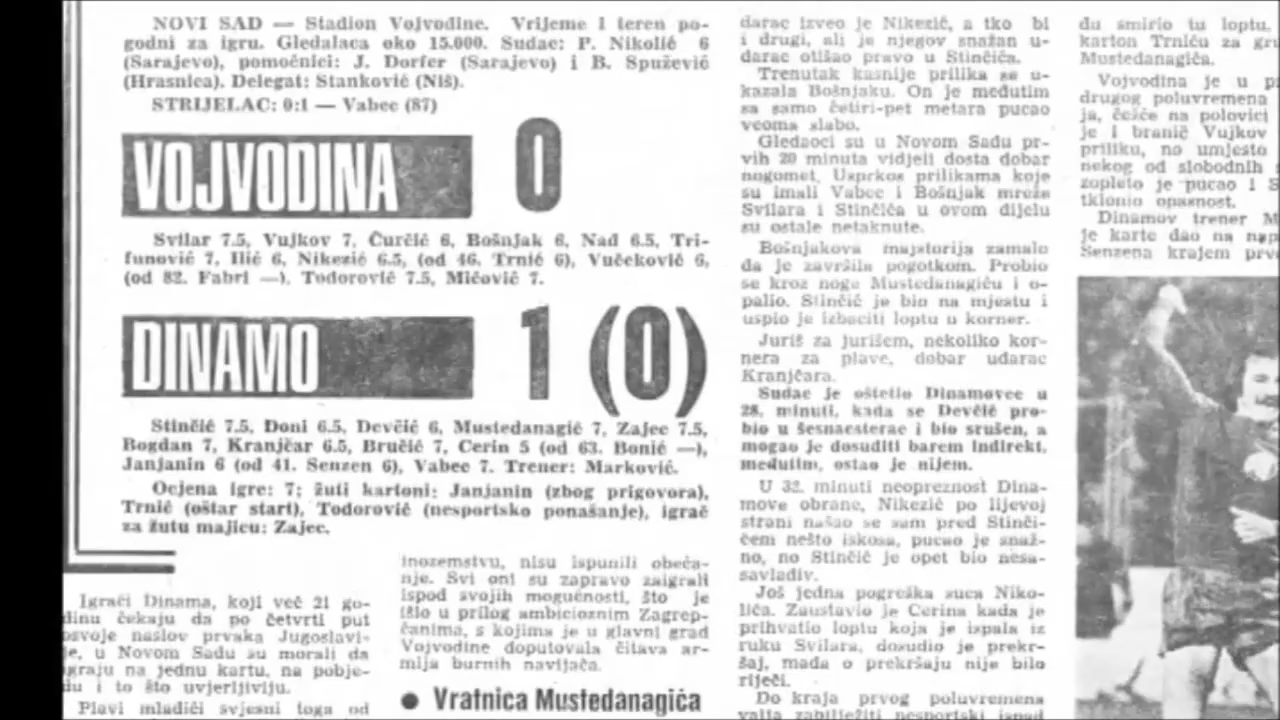 NOVI SAD — Stadion Vojvodine. Vrijeme i teren po-
godni za igru. Gledalaca oko 15.000. Sudac: P. Nikolić 6
(Sarajevo), pomoćnici: J. Dorfer (Sarajevo) i B. Spužević
(Hrasnica). Delegat: Stanković (Niš).
STRIJELAC: 0:1 — Vabec (87)
VOJVODINA 0
Svilar 7.5, Vujkov 7, Ćurčić 6, Bošnjak 6, Nad 6.5, Tri-
funović 7, Ilić 6, Nikezić 6.5, (od 46. Trnić 6), Vučeković 6,
(od 82. Fabri —), Todorović 7.5, Mićović 7.
DINAMO 1 (0)
Stinčić 7.5, Doni 6.5, Devčić 6, Mustedanagić 7, Zajec 7.5,
Bogdan 7, Kranjčar 6.5, Bručić 7, Cerin 5 (od 63. Bonić —),
Janjanin 6 (od 41. Senzen 6), Vabec 7. Trener: Marković.
Ocjena igre: 7; žuti kartoni: Janjanin (zbog prigovora),
Trnić (oštar start), Todorović (nesportsko ponašanje), igrač
za žutu majicu: Zajec.
Igrači Dinama, koji već 21 go-
dinu čekaju da po četvrti put
osvoje naslov prvaka Jugoslavi-
je, u Novom Sadu su morali da
igraju na jednu kartu, na pobje-
du i to što uvjerljiviju.
Plavi mladići svjesni toga od
inozemstvu, nisu ispunili obeća-
nje. Svi oni su zapravo zaigrali
ispod svojih mogućnosti, što je
išlo u prilog ambicioznim Zagrep-
čanima, s kojima je u glavni grad
Vojvodine doputovala čitava ar-
mija burnih navijača.
● Vratnica Mustedanagića
darac izveo je Nikezić, a tko bi
i drugi, ali je njegov snažan u-
darac otišao pravo u Stinčića.
Trenutak kasnije prilika se u-
kazala Bošnjaku. On je međutim
sa samo četiri-pet metara pucao
veoma slabo.
Gledaoci su u Novom Sadu pr-
vih 20 minuta vidjeli dosta dobar
nogomet. Usprkos prilikama koje
su imali Vabec i Bošnjak mreže
Svilara i Stinčića u ovom dijelu
su ostale netaknute.
Bošnjakova majstorija zamalo
da je završila pogotkom. Probio
se kroz noge Mustedanagiću i o-
palio. Stinčić je bio na mjestu i
uspio je izbaciti loptu u korner.
Juriš za jurišem, nekoliko kor-
nera za plave, dobar udarac
Kranjčara.
Sudac je oštetio Dinamovce u
28. minuti, kada se Devčić pro-
bio u šesnaesterac i bio srušen, a
mogao je dosuditi barem indirekt,
međutim, ostao je nijem.
U 32. minuti neopreznost Dina-
move obrane, Nikezić po lijevoj
strani našao se sam pred Stinči-
ćem nešto iskosa, pucao je snaž-
no, no Stinčić je opet bio nesa-
savladiv.
Još jedna pogreška suca Niko-
lića. Zaustavio je Cerina kada je
prihvatio loptu koja je ispala iz
ruku Svilara, dosudio je prekr-
šaj, mada o prekršaju nije bilo
riječi.
Do kraja prvog poluvremena
valja zabilježiti nesportski ispad
du smirio tu loptu.
karton Trniću za gru
Mustedanagića.
Vojvodina je u
drugog poluvremena
ja, češće na polovici
je i branič Vujkov
priliku, no umjesto
nekog od slobodnih
zapleto je pucao i S
tklonio opasnost.
Dinamov trener M
je karte dao na nap
Senzena krajem prvo